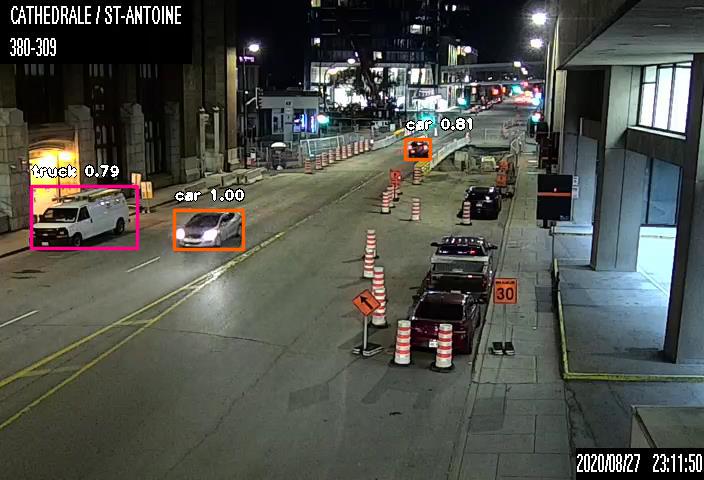 CATHEDRALE / ST-ANTOINE
380-309
car 0.81
truck 0.79
car 1.00
30
2020/08/27 23:11:50